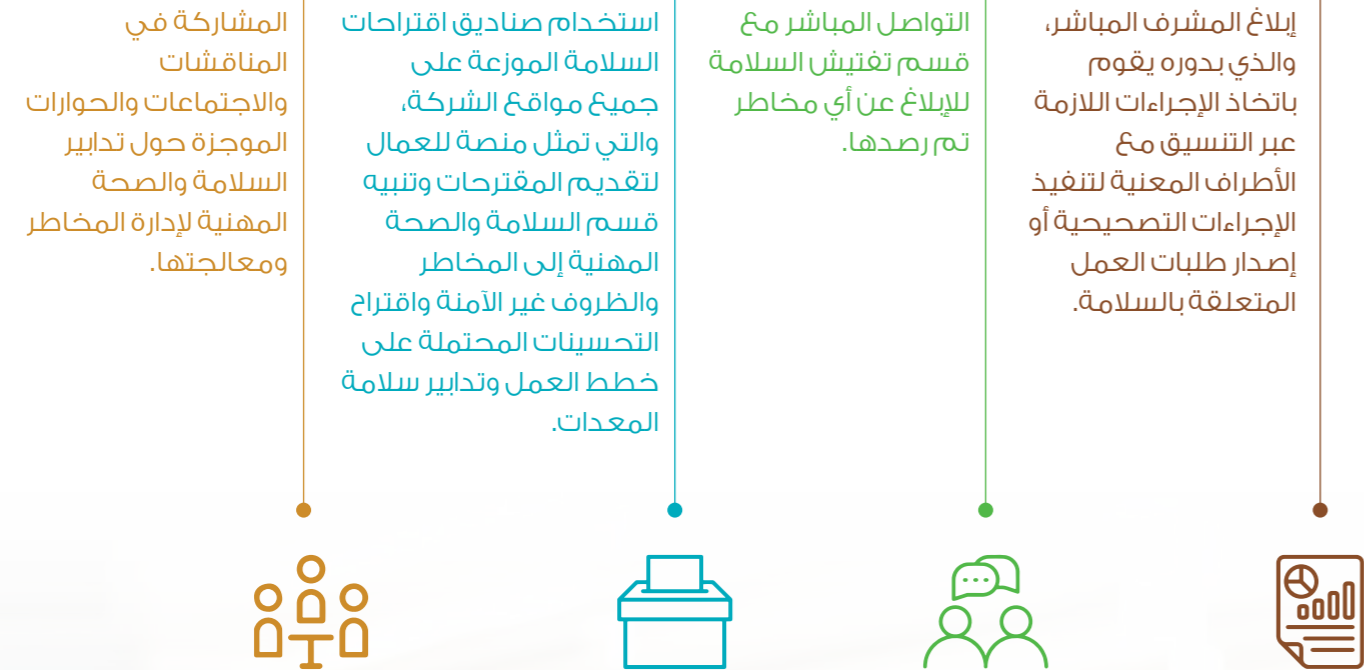 إبلاغ المشرف المباشر،
والذي بدوره يقوم
باتخاذ الإجراءات اللازمة
عبر التنسيق مع
الأطراف المعنية لتنفيذ
الإجراءات التصحيحية أو
إصدار طلبات العمل
المتعلقة بالسلامة.
التواصل المباشر مع
قسم تفتيش السلامة
للإبلاغ عن أي مخاطر
تم رصدها.
استخدام صناديق اقتراحات
السلامة الموزعة على
جميع مواقع الشركة،
والتي تمثل منصة للعمال
لتقديم المقترحات وتنبيه
قسم السلامة والصحة
المهنية إلى المخاطر
والظروف غير الآمنة واقتراح
التحسينات المحتملة على
خطط العمل وتدابير سلامة
المعدات.
المشاركة في
المناقشات
والاجتماعات والحوارات
الموجزة حول تدابير
السلامة والصحة
المهنية لإدارة المخاطر
ومعالجتها.